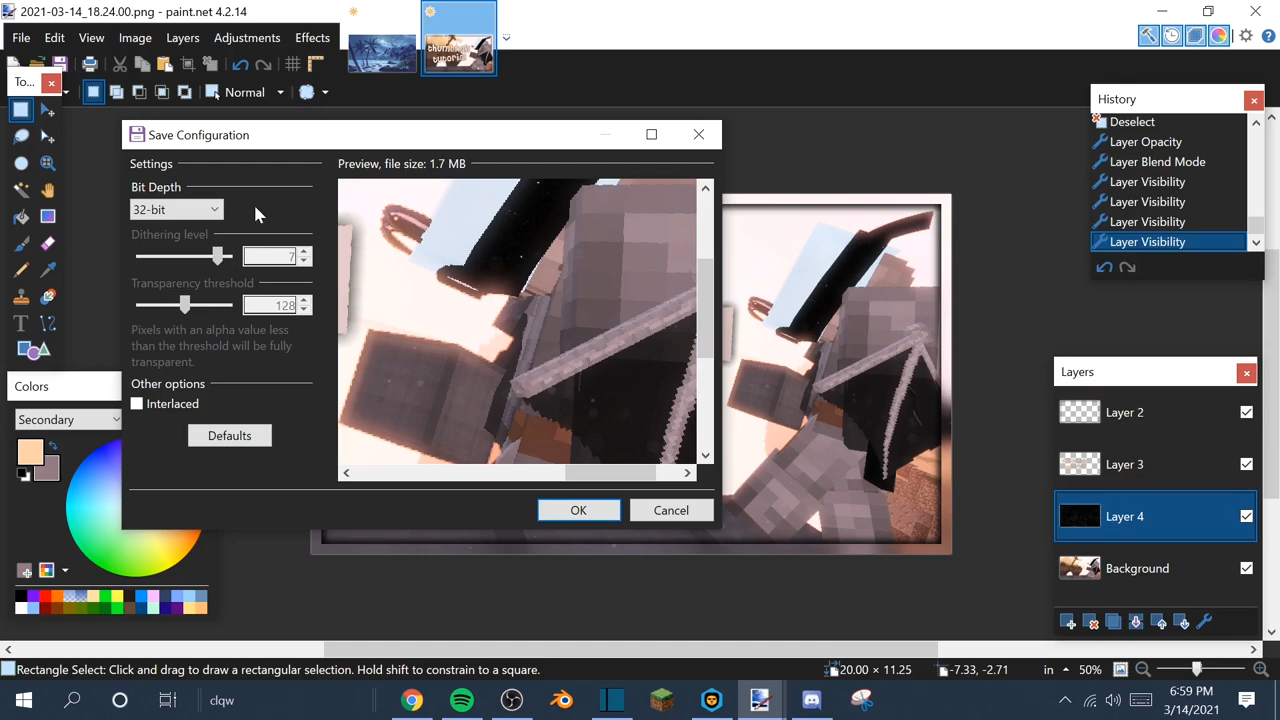 2021-03-14_18.24.00.png - paint.net 4.2.14
File Edit View Image Layers Adjustments Effects
thumbnail
tutorial
To...
Normal
History
Deselect
Layer Opacity
Layer Blend Mode
Layer Visibility
Layer Visibility
Layer Visibility
Layer Visibility
Save Configuration
Settings
Preview, file size: 1.7 MB
Bit Depth
32-bit
Dithering level
7
Transparency threshold
128
Pixels with an alpha value less
than the threshold will be fully
transparent.
Other options
Interlaced
Defaults
OK
Cancel
Colors
Secondary
Layers
Layer 2
Layer 3
Layer 4
Background
Rectangle Select: Click and drag to draw a rectangular selection. Hold shift to constrain to a square.
20.00 × 11.25
-7.33, -2.71
in
50%
clqw
6:59 PM
3/14/2021